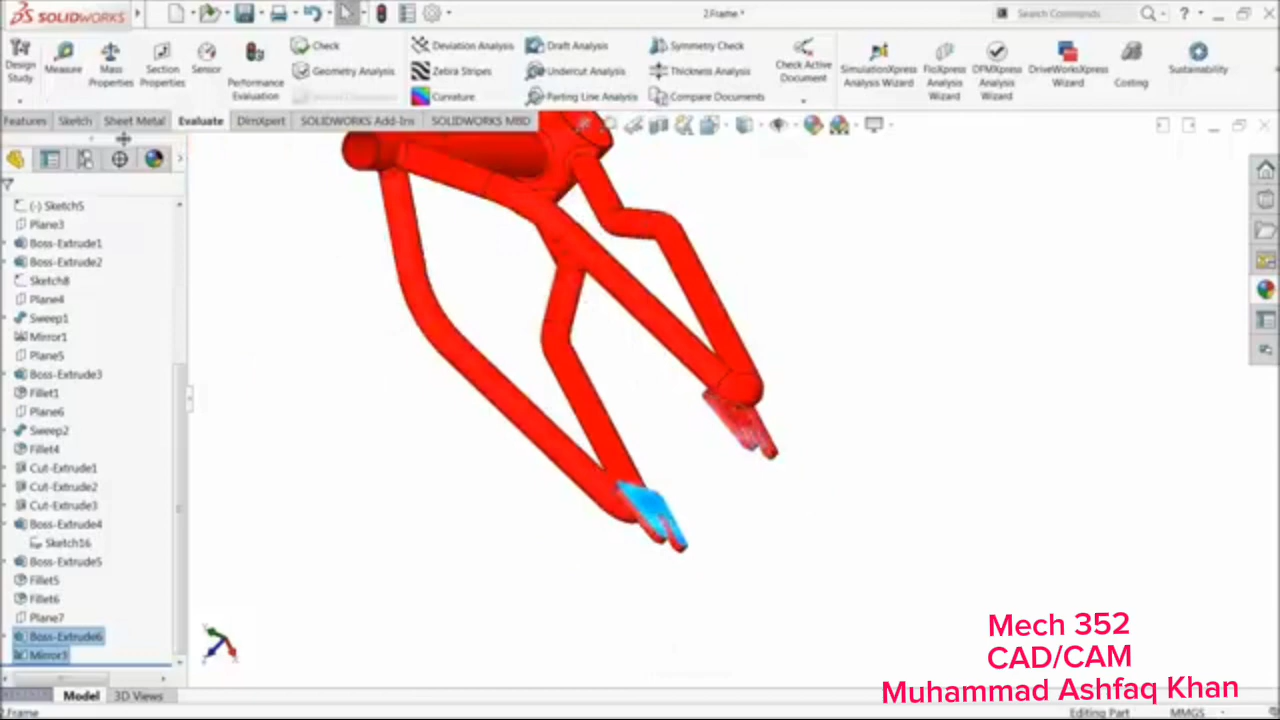 SOLIDWORKS
2.Frame *
Search Commands
Design Study
Measure
Mass Properties
Section Properties
Sensor
Performance Evaluation
Check
Geometry Analysis
Deviation Analysis
Zebra Stripes
Curvature
Draft Analysis
Undercut Analysis
Parting Line Analysis
Symmetry Check
Thickness Analysis
Compare Documents
Check Active Document
SimulationXpress Analysis Wizard
FloXpress Analysis Wizard
DFMXpress Analysis Wizard
DriveWorksXpress Wizard
Costing
Sustainability
Features Sketch Sheet Metal Evaluate DimXpert SOLIDWORKS Add-Ins SOLIDWORKS MBD
(-) Sketch5
Plane3
Boss-Extrude1
Boss-Extrude2
Sketch8
Plane4
Sweep1
Mirror1
Plane5
Boss-Extrude3
Fillet1
Plane6
Sweep2
Fillet4
Cut-Extrude1
Cut-Extrude2
Cut-Extrude3
Boss-Extrude4
Sketch16
Boss-Extrude5
Fillet5
Fillet6
Plane7
Boss-Extrude6
Mirror3
Model 3D Views
2.Frame
Editing Part MMGS
Mech 352
CAD/CAM
Muhammad Ashfaq Khan